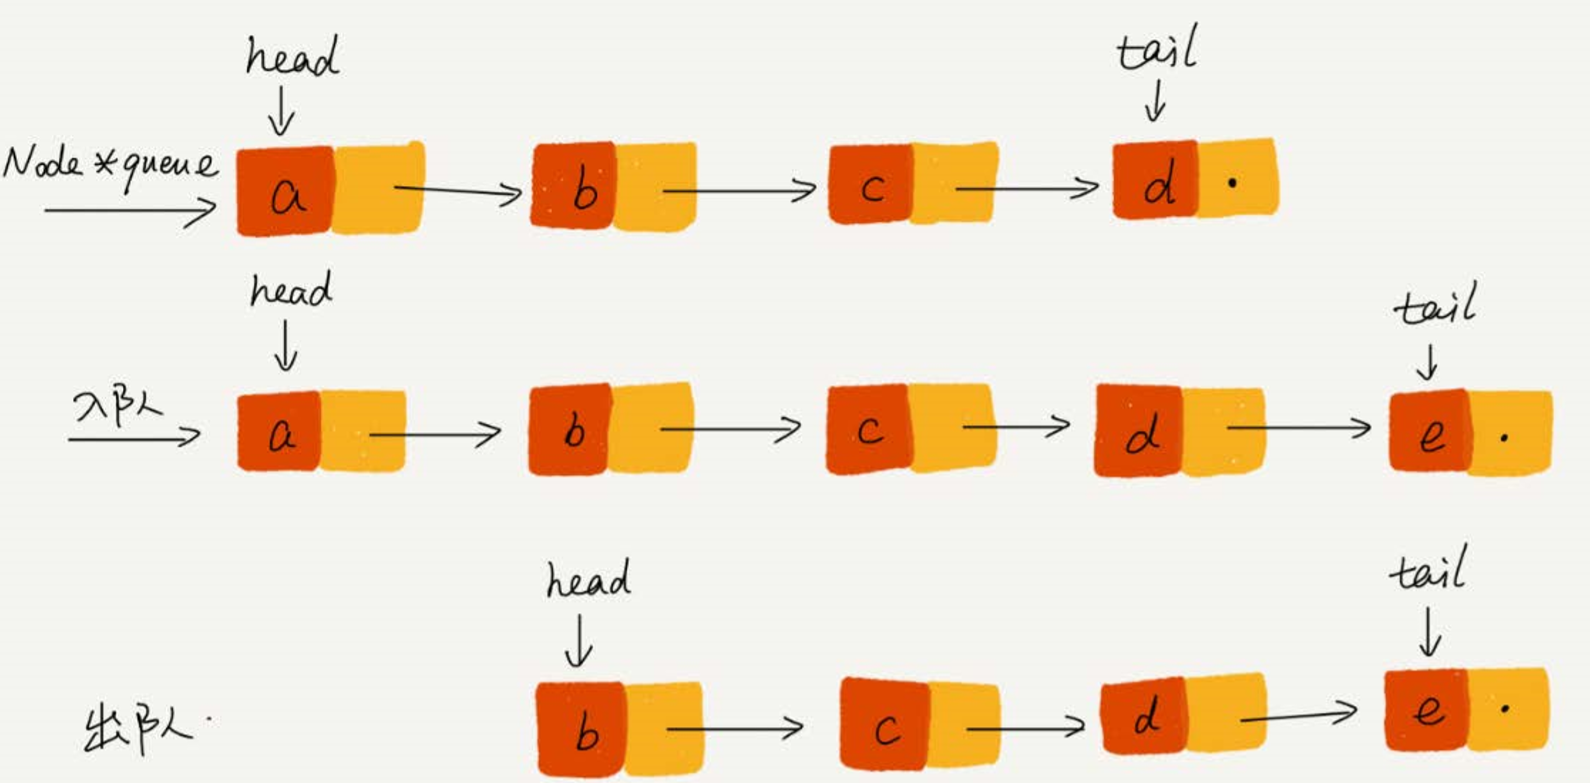 head tail
Node *queue a b c d
head tail
入队 a b c d e
head tail
出队 b c d e